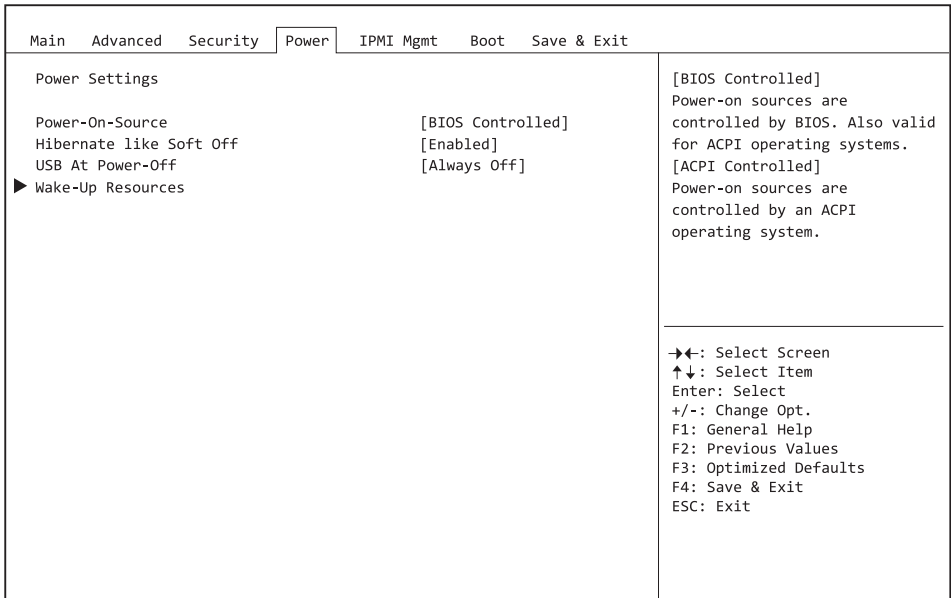 Main Advanced Security Power IPMI Mgmt Boot Save & Exit
Power Settings
Power-On-Source [BIOS Controlled]
Hibernate like Soft Off [Enabled]
USB At Power-Off [Always Off]
▶ Wake-Up Resources
[BIOS Controlled]
Power-on sources are
controlled by BIOS. Also valid
for ACPI operating systems.
[ACPI Controlled]
Power-on sources are
controlled by an ACPI
operating system.
→←: Select Screen
↑↓: Select Item
Enter: Select
+/-: Change Opt.
F1: General Help
F2: Previous Values
F3: Optimized Defaults
F4: Save & Exit
ESC: Exit